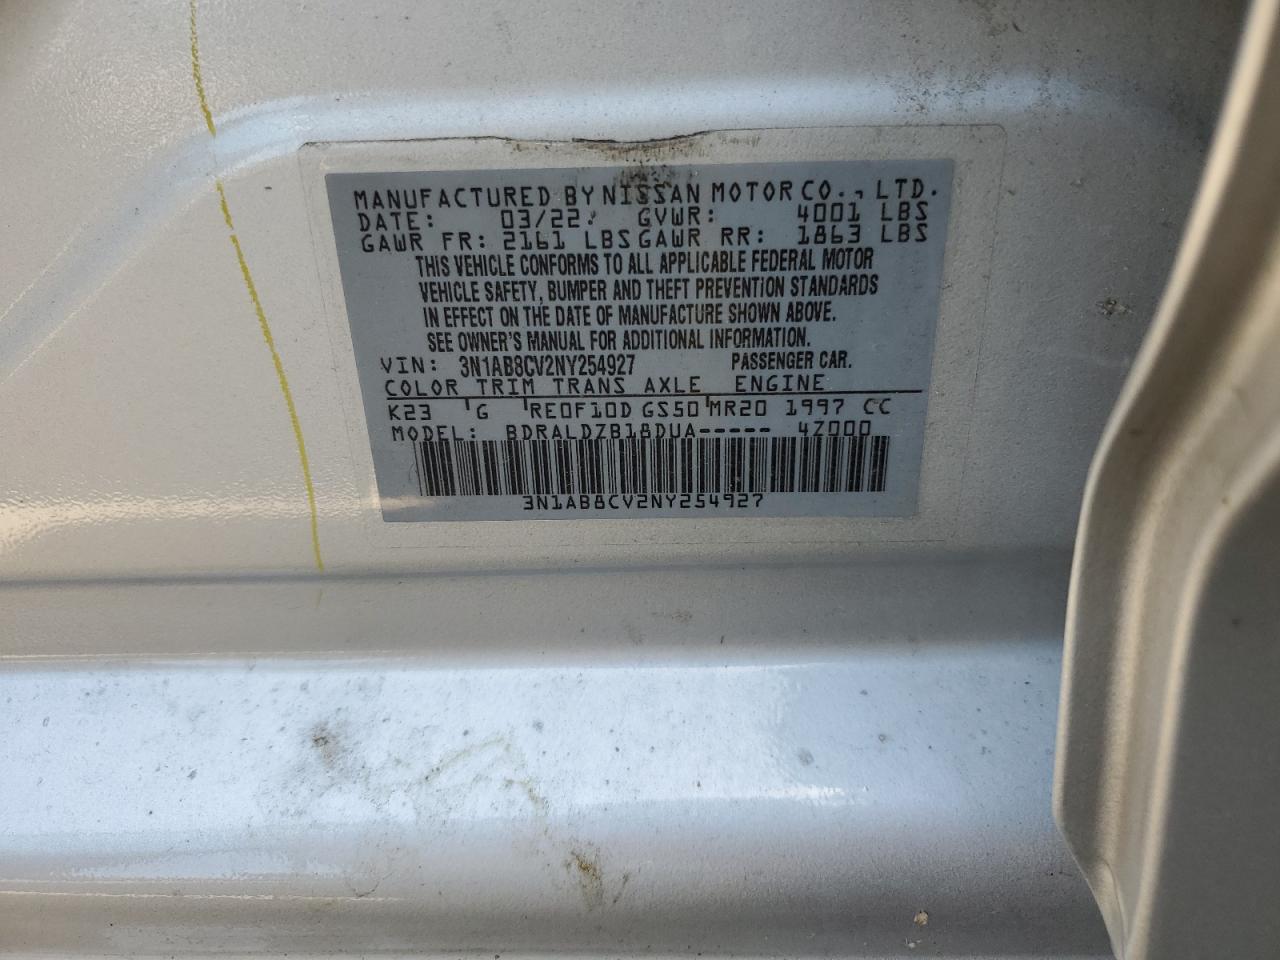 MANUFACTURED BY NISSAN MOTOR CO., LTD.
DATE: 03/22. GVWR: 4001 LBS
GAWR FR: 2161 LBS GAWR RR: 1863 LBS
THIS VEHICLE CONFORMS TO ALL APPLICABLE FEDERAL MOTOR
VEHICLE SAFETY, BUMPER AND THEFT PREVENTION STANDARDS
IN EFFECT ON THE DATE OF MANUFACTURE SHOWN ABOVE.
SEE OWNER'S MANUAL FOR ADDITIONAL INFORMATION.
VIN: 3N1AB8CV2NY254927 PASSENGER CAR.
COLOR TRIM TRANS AXLE ENGINE
K23 G RE0F10D GS50 MR20 1997 CC
MODEL: BDRALDZB18DUA----- 4Z000
3N1AB8CV2NY254927